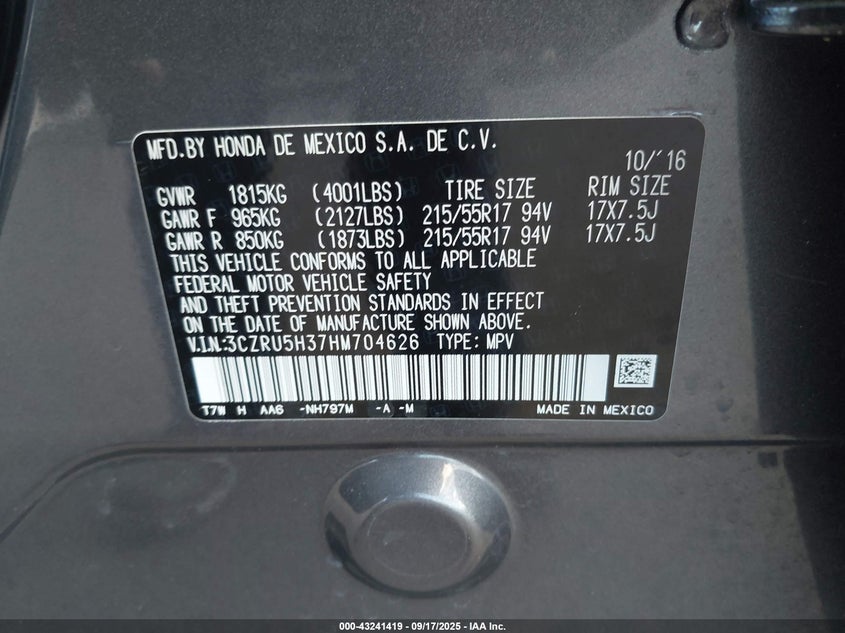 MFD.BY HONDA DE MEXICO S.A. DE C.V.
10/'16
GVWR 1815KG (4001LBS) TIRE SIZE RIM SIZE
GAWR F 965KG (2127LBS) 215/55R17 94V 17X7.5J
GAWR R 850KG (1873LBS) 215/55R17 94V 17X7.5J
THIS VEHICLE CONFORMS TO ALL APPLICABLE
FEDERAL MOTOR VEHICLE SAFETY
AND THEFT PREVENTION STANDARDS IN EFFECT
ON THE DATE OF MANUFACTURE SHOWN ABOVE.
V.I.N.:3CZRU5H37HM704626 TYPE: MPV
T7W H AA6 -NH797M -A -M MADE IN MEXICO
000-43241419 - 09/17/2025 - IAA Inc.